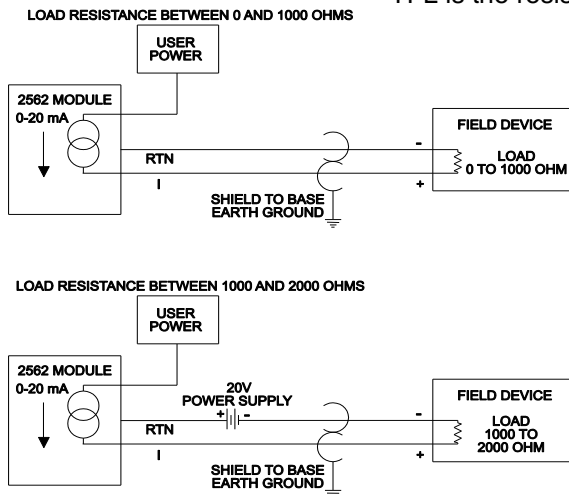 LOAD RESISTANCE BETWEEN 0 AND 1000 OHMS
USER
POWER
2562 MODULE
0-20 mA
RTN
I
SHIELD TO BASE
EARTH GROUND
-
+
FIELD DEVICE
LOAD
0 TO 1000 OHM
LOAD RESISTANCE BETWEEN 1000 AND 2000 OHMS
USER
POWER
2562 MODULE
0-20 mA
20V
POWER SUPPLY
+ -
RTN
I
SHIELD TO BASE
EARTH GROUND
-
+
FIELD DEVICE
LOAD
1000 TO
2000 OHM